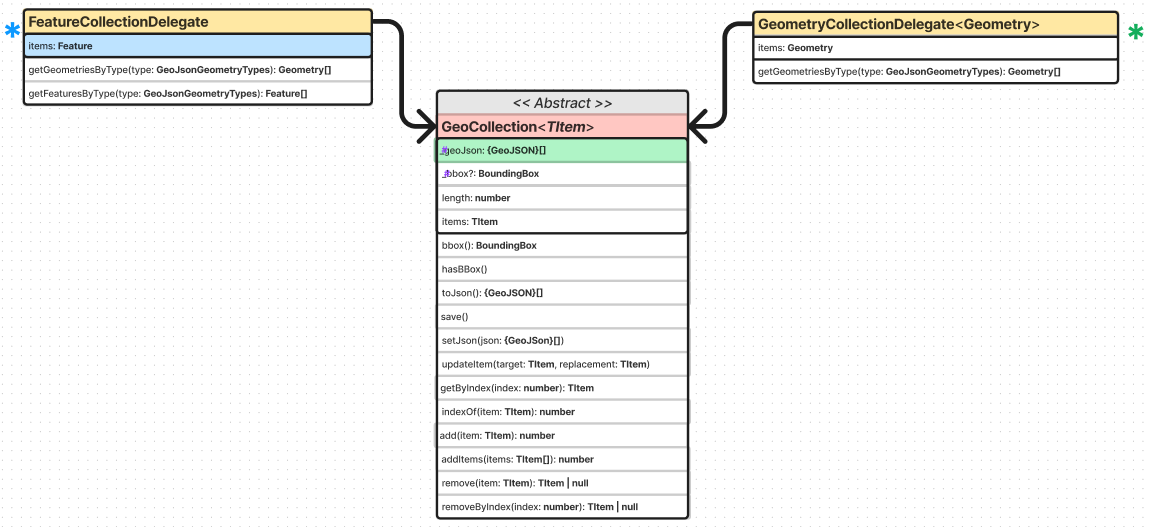 FeatureCollectionDelegate
items: Feature
getGeometriesByType(type: GeoJsonGeometryTypes): Geometry[]
getFeaturesByType(type: GeoJsonGeometryTypes): Feature[]
GeometryCollectionDelegate<Geometry>
items: Geometry
getGeometriesByType(type: GeoJsonGeometryTypes): Geometry[]
<< Abstract >>
GeoCollection<TItem>
_geoJson: {GeoJSON}[]
_bbox?: BoundingBox
length: number
items: TItem
bbox(): BoundingBox
hasBBox()
toJson(): {GeoJSON}[]
save()
setJson(json: {GeoJSon}[])
updateItem(target: TItem, replacement: TItem)
getByIndex(index: number): TItem
indexOf(item: TItem): number
add(item: TItem): number
addItems(items: TItem[]): number
remove(item: TItem): TItem | null
removeByIndex(index: number): TItem | null